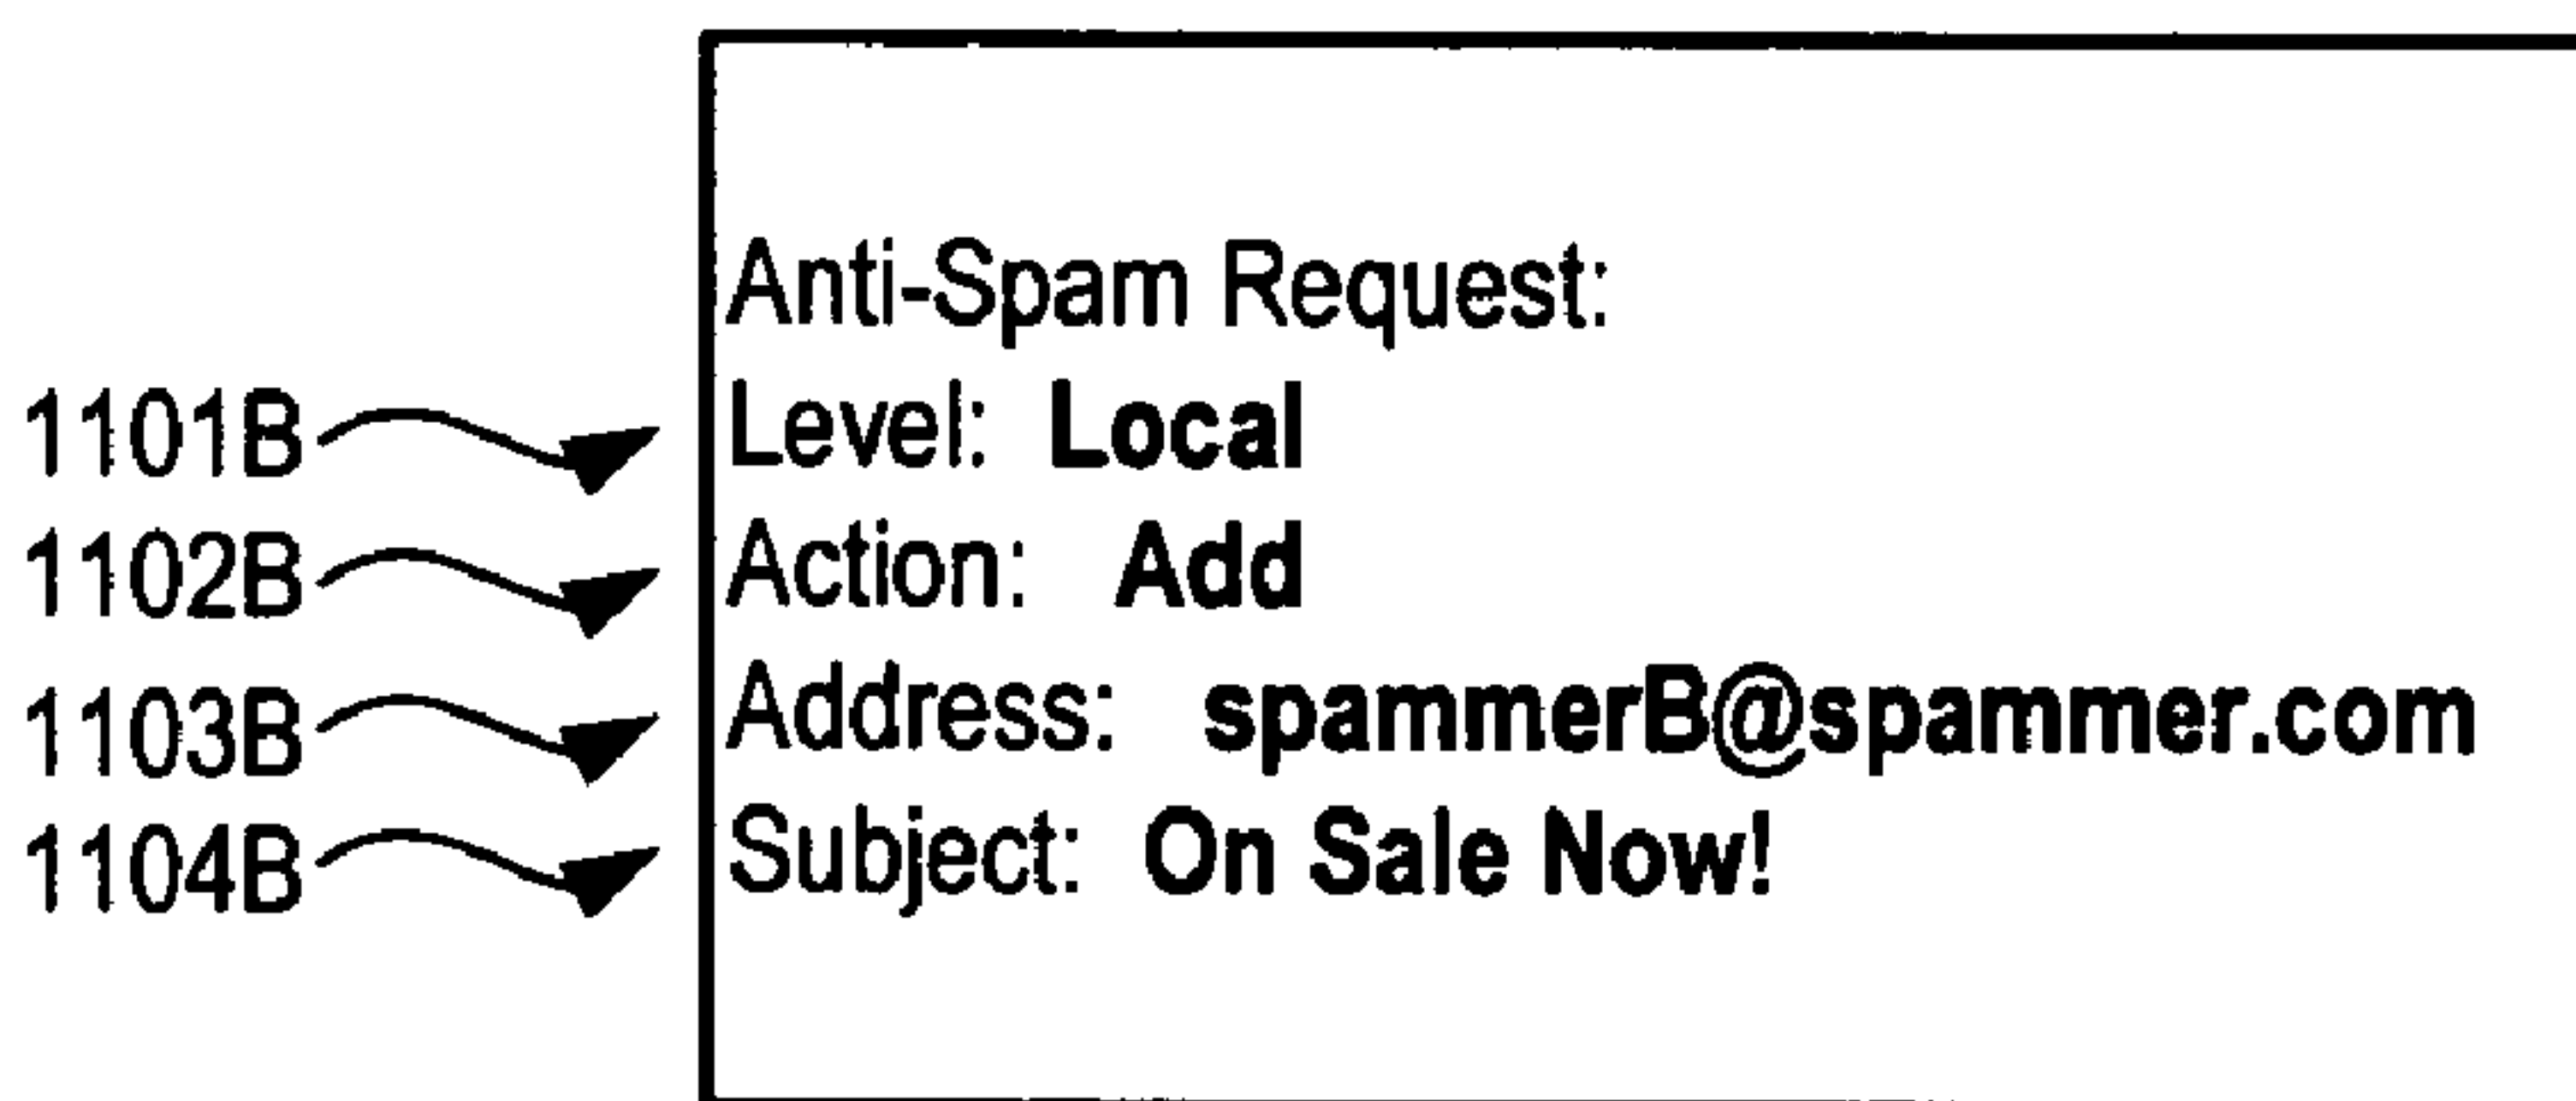 Anti-Spam Request:
1101B Level: Local
1102B Action: Add
1103B Address: spammerB@spammer.com
1104B Subject: On Sale Now!